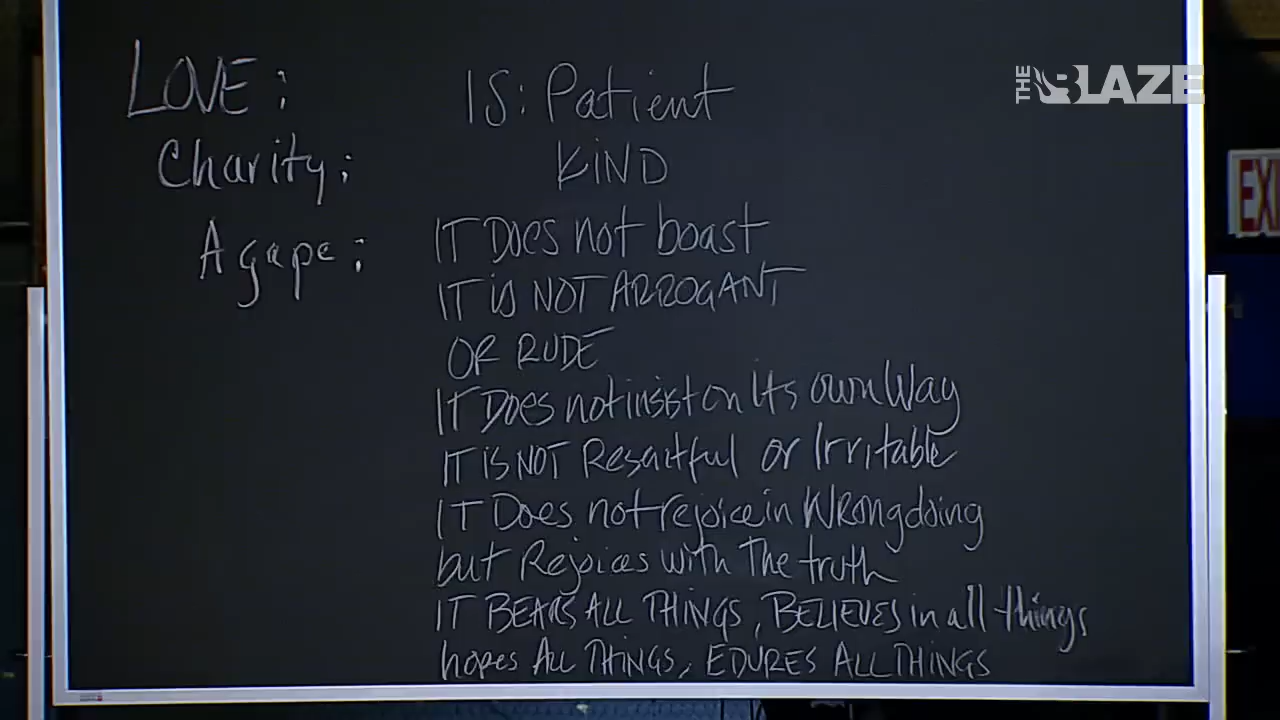 LOVE: IS: Patient
THE BLAZE
Charity: KIND
EXI
Agape: IT DOES not boast
IT iS NOT ARROGANT
OR RUDE
IT DOES not insist on Its own Way
IT iS NOT Resentful or Irritable
IT Does not rejoice in Wrongdoing
but Rejoices with The truth
IT BEARS ALL THiNGS, BELiEVES in all things
hopes ALL THiNGS, EDURES ALL THiNGS